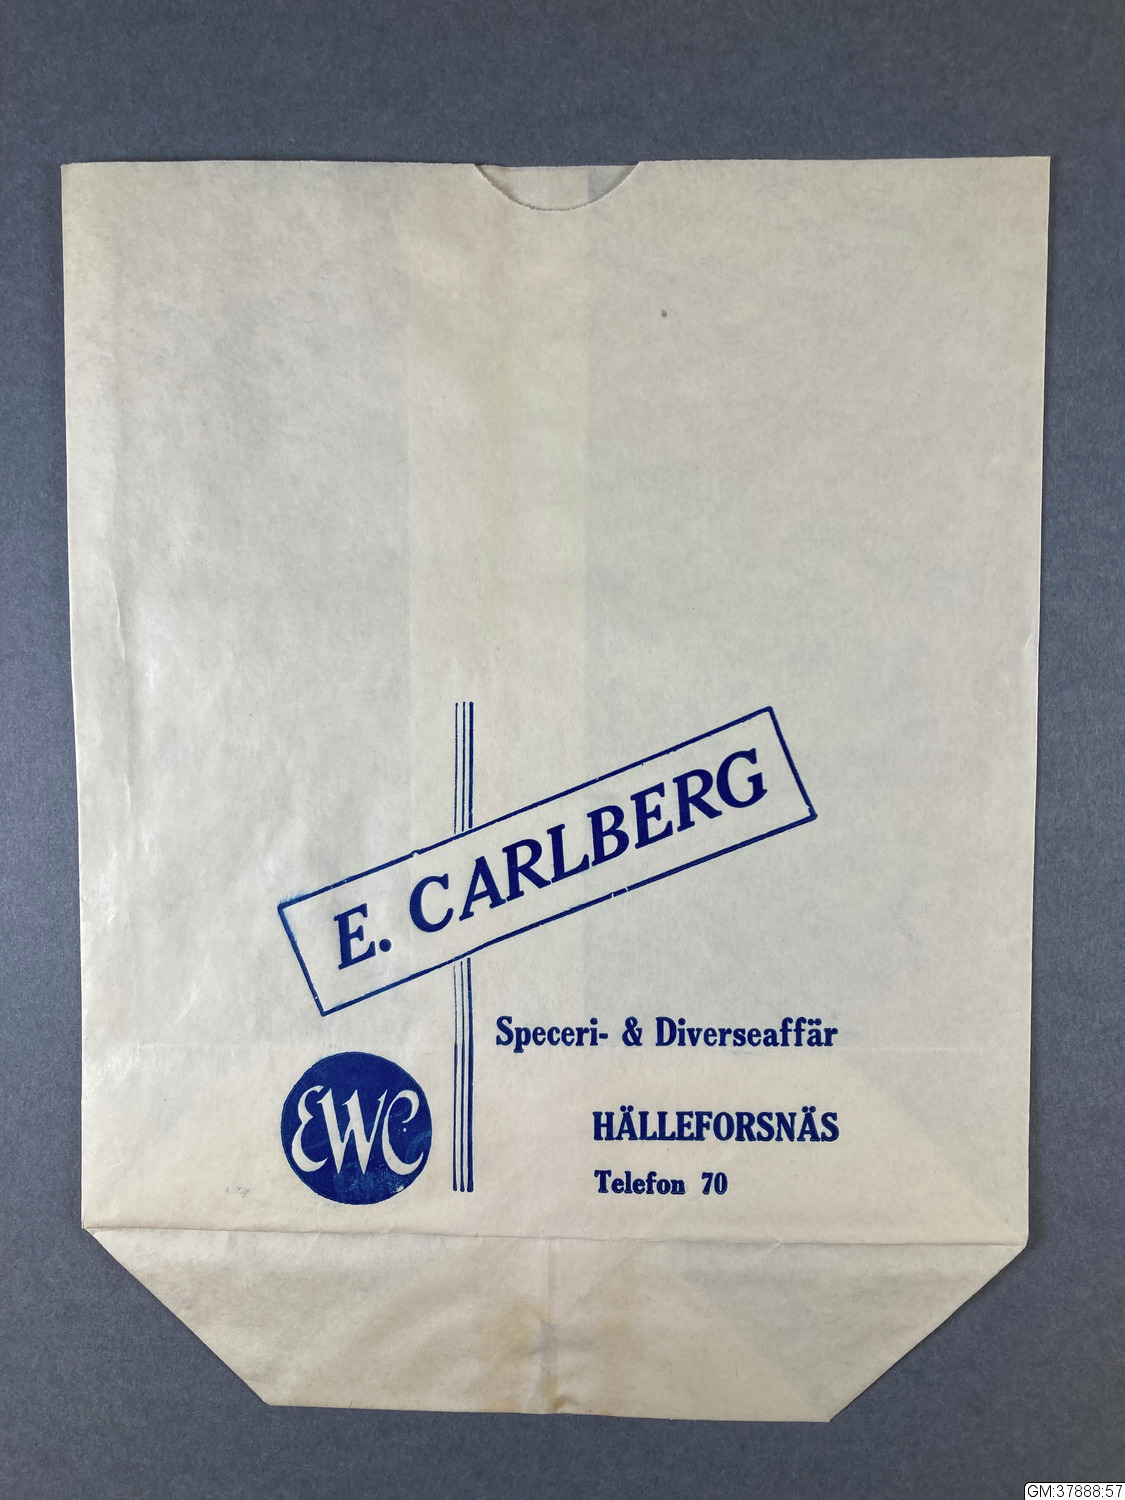 E. CARLBERG
Speceri- & Diverseaffär
EWC
HÄLLEFORSNÄS
Telefon 70
GM:37888:57